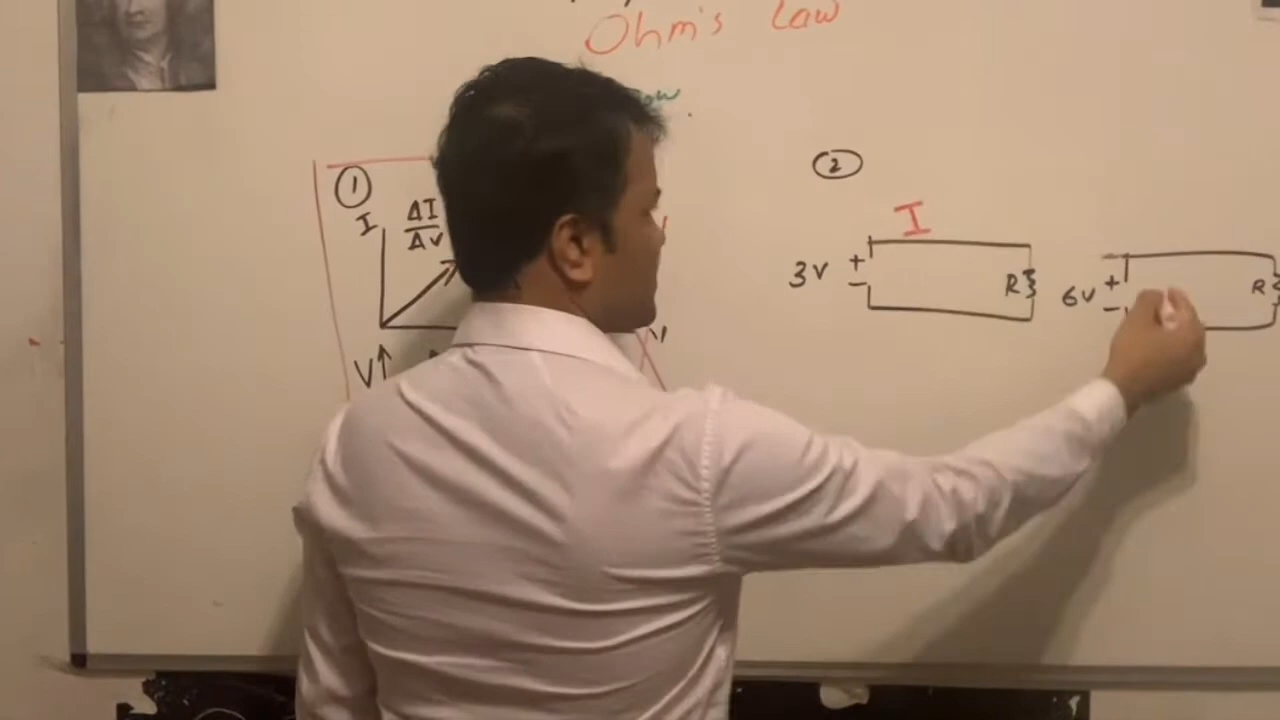 Ohm's Law
①
I
ΔI
ΔV
V↑
②
I
3V
+
−
R
6V
+
−
R